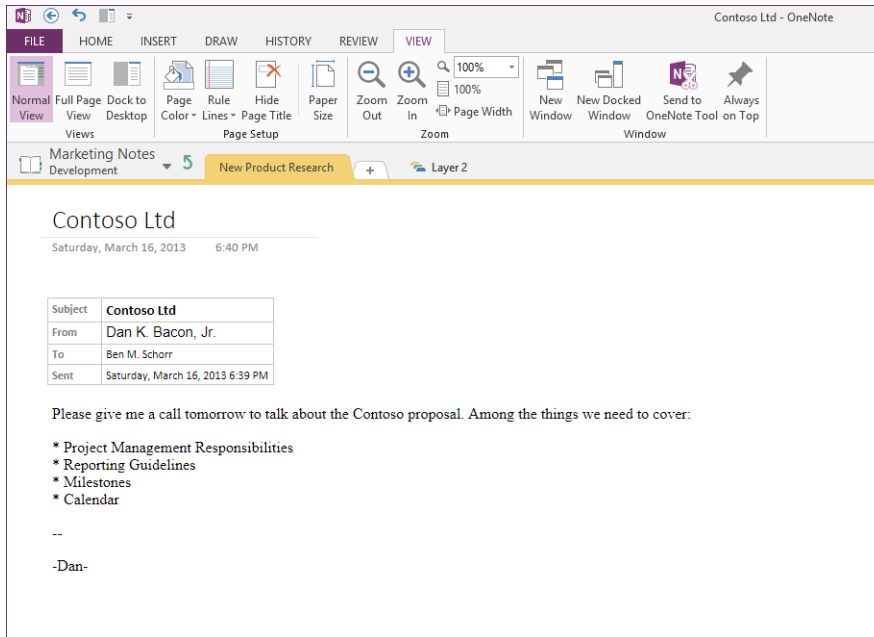 Contoso Ltd - OneNote
FILE HOME INSERT DRAW HISTORY REVIEW VIEW
Normal View
Full Page View
Dock to Desktop
Views
Page Color
Rule Lines
Hide Page Title
Paper Size
Page Setup
Zoom Out
Zoom In
100%
100%
Page Width
Zoom
New Window
New Docked Window
Send to OneNote Tool
Always on Top
Window
Marketing Notes
Development
New Product Research
+
Layer 2
Contoso Ltd
Saturday, March 16, 2013 6:40 PM
Subject Contoso Ltd
From Dan K. Bacon, Jr.
To Ben M. Schorr
Sent Saturday, March 16, 2013 6:39 PM
Please give me a call tomorrow to talk about the Contoso proposal. Among the things we need to cover:
* Project Management Responsibilities
* Reporting Guidelines
* Milestones
* Calendar
--
-Dan-